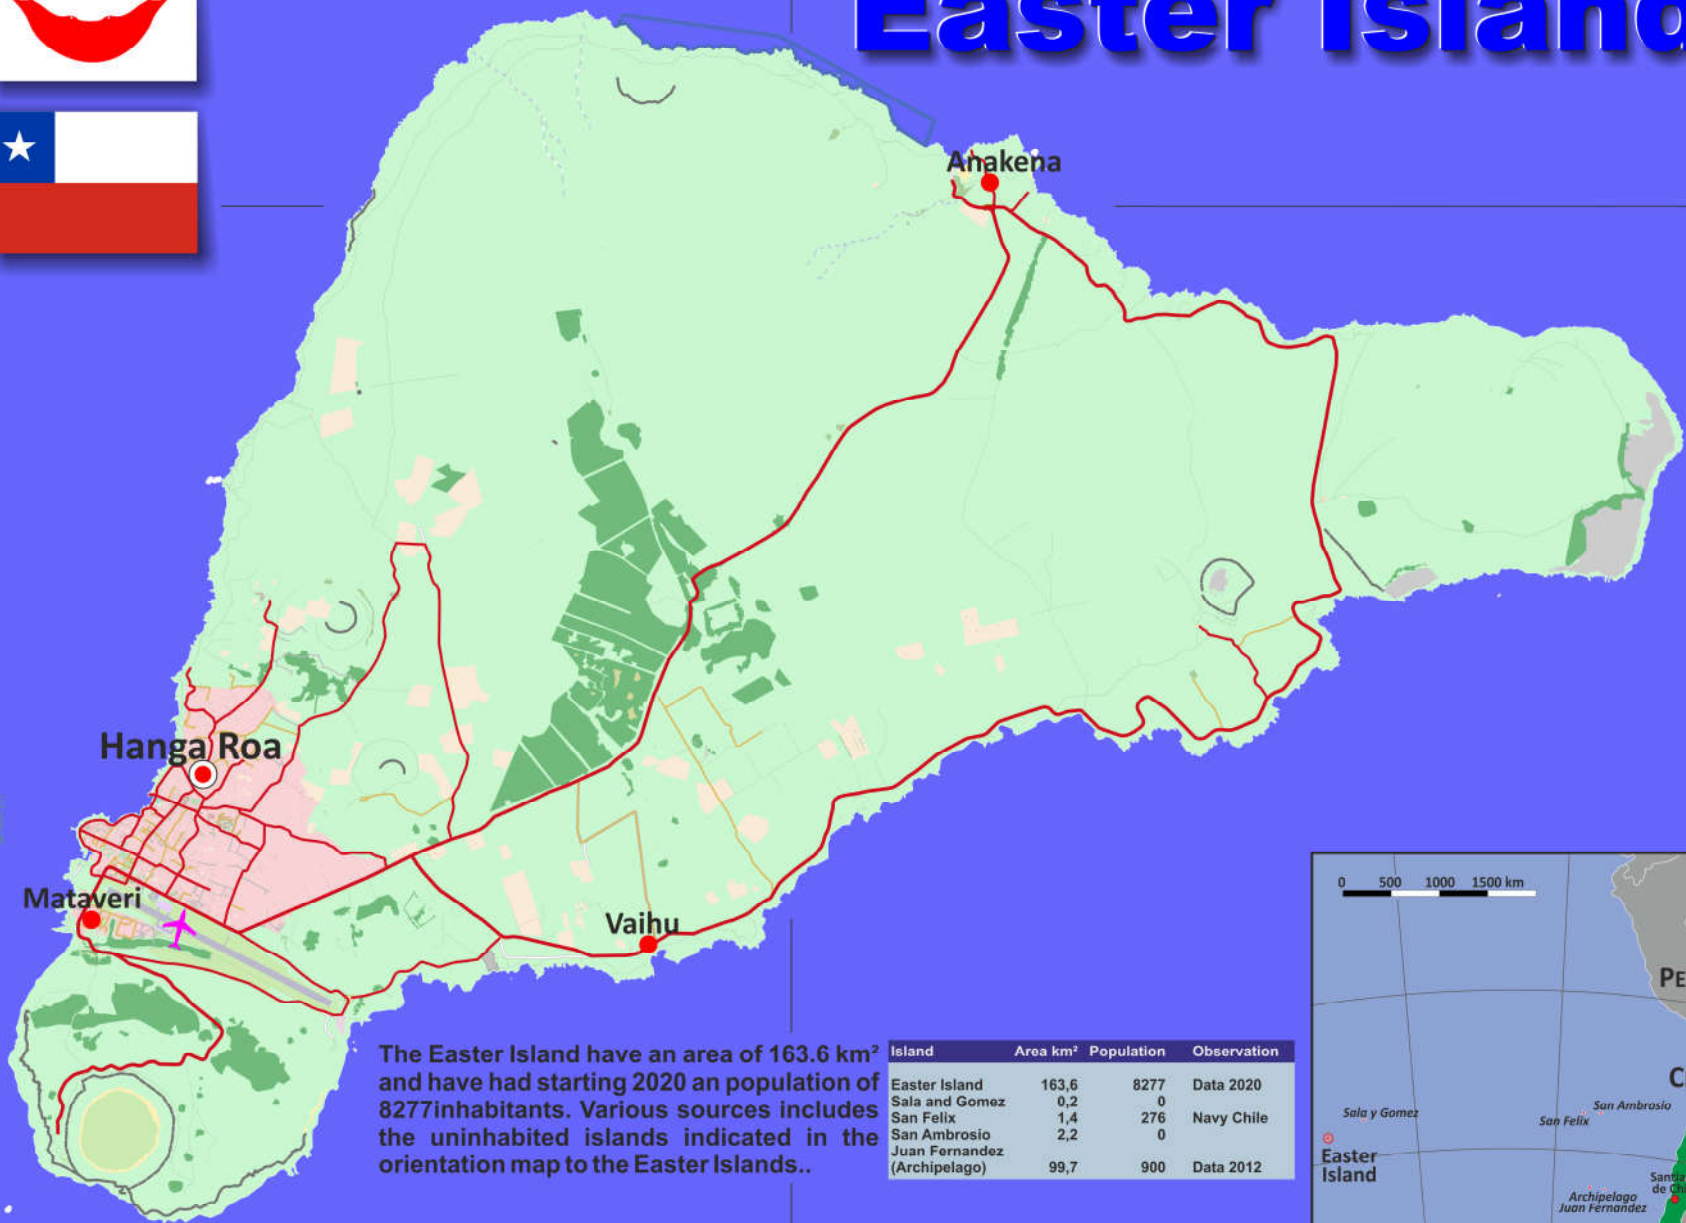 Easter Island
Anakena
Hanga Roa
Mataveri
Vaihu
The Easter Island have an area of 163.6 km²
and have had starting 2020 an population of
8277inhabitants. Various sources includes
the uninhabited islands indicated in the
orientation map to the Easter Islands..
Island Area km² Population Observation
Easter Island 163,6 8277 Data 2020
Sala and Gomez 0,2 0
San Felix 1,4 276 Navy Chile
San Ambrosio 2,2 0
Juan Fernandez
(Archipelago) 99,7 900 Data 2012
0 500 1000 1500 km
PE
C
Sala y Gomez
San Felix
San Ambrosio
Easter
Island
Archipelago
Juan Fernandez
Santia
de Chi